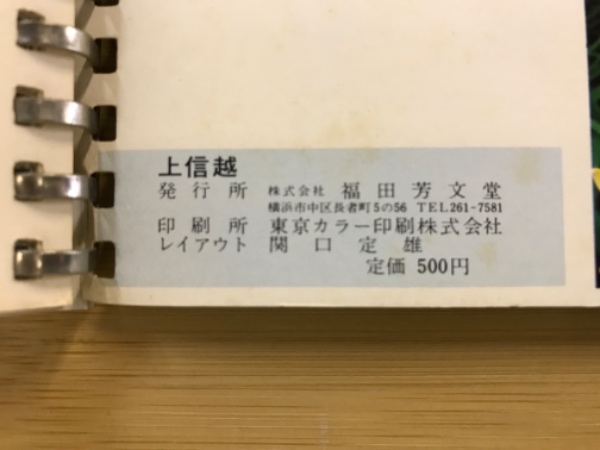 上信越
発行所 株式会社 福田芳文堂
横浜市中区長者町5の56 TEL261-7581
印刷所 東京カラー印刷株式会社
レイアウト 関口定雄
定価 500円